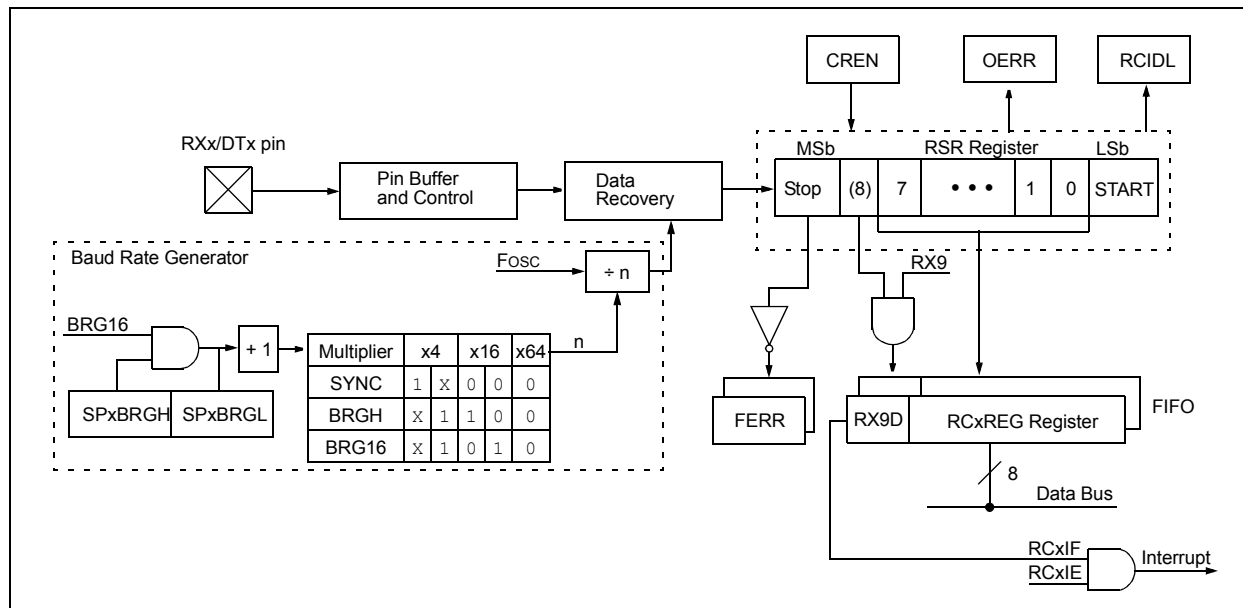 CREN OERR RCIDL
RXx/DTx pin
Pin Buffer
and Control
Data
Recovery
MSb RSR Register LSb
Stop (8) 7 • • • 1 0 START
Baud Rate Generator
FOSC
÷ n
RX9
BRG16
+ 1
n
SPxBRGH SPxBRGL
Multiplier x4 x16 x64
SYNC 1 X 0 0 0
BRGH X 1 1 0 0
BRG16 X 1 0 1 0
FERR
RX9D RCxREG Register
FIFO
8
Data Bus
RCxIF
RCxIE
Interrupt